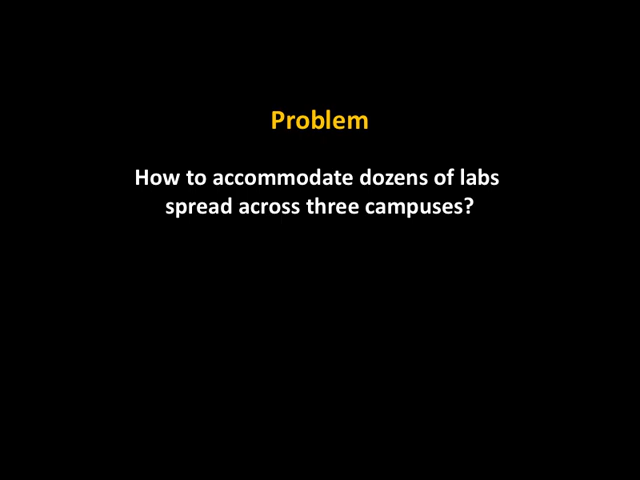 Problem
How to accommodate dozens of labs
spread across three campuses?